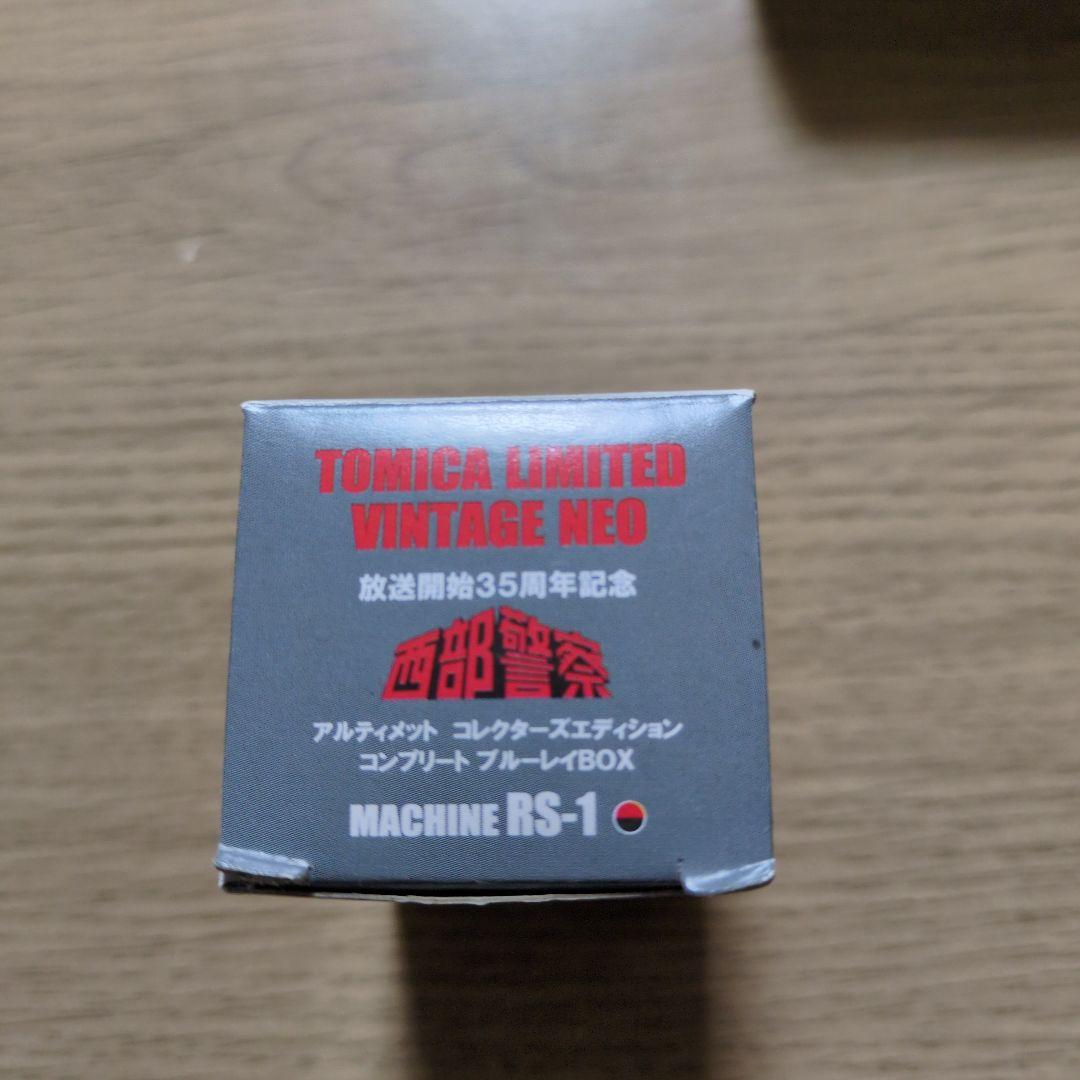 TOMICA LIMITED
VINTAGE NEO
放送開始35周年記念
西部警察
アルティメット コレクターズエディション
コンプリート ブルーレイBOX
MACHINE RS-1